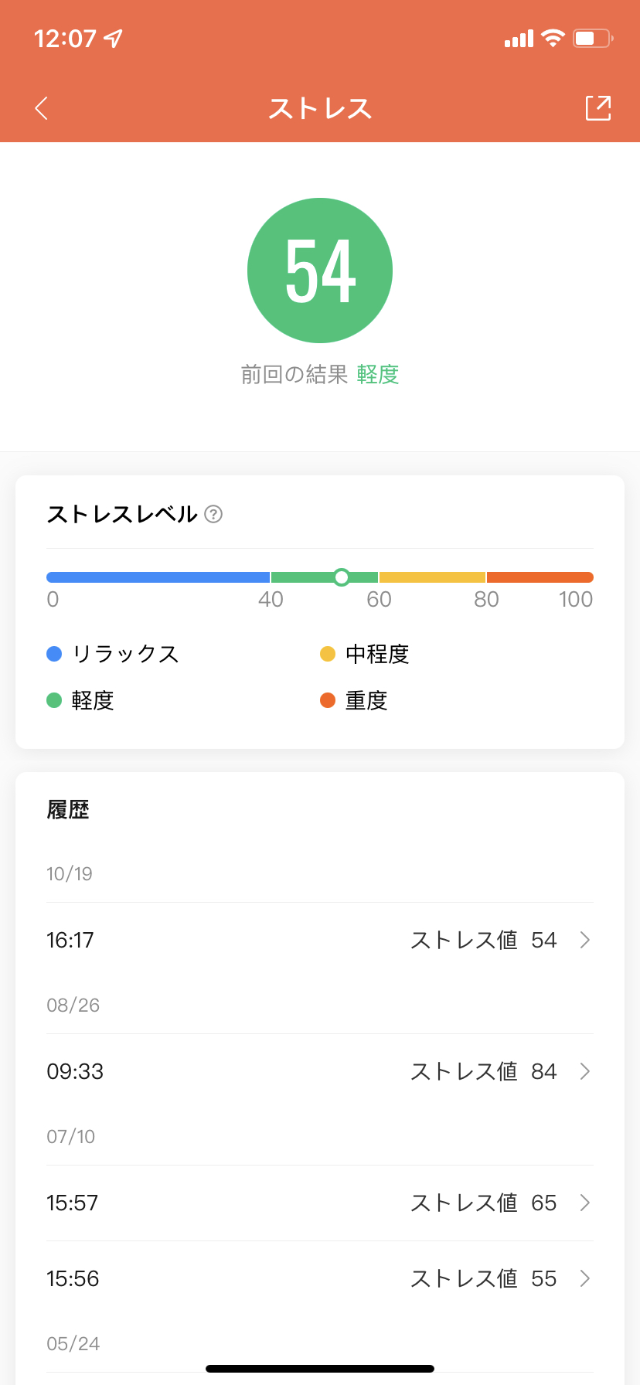 12:07
ストレス
54
前回の結果 軽度
ストレスレベル ?
0 40 60 80 100
リラックス 中程度
軽度 重度
履歴
10/19
16:17 ストレス値 54
08/26
09:33 ストレス値 84
07/10
15:57 ストレス値 65
15:56 ストレス値 55
05/24